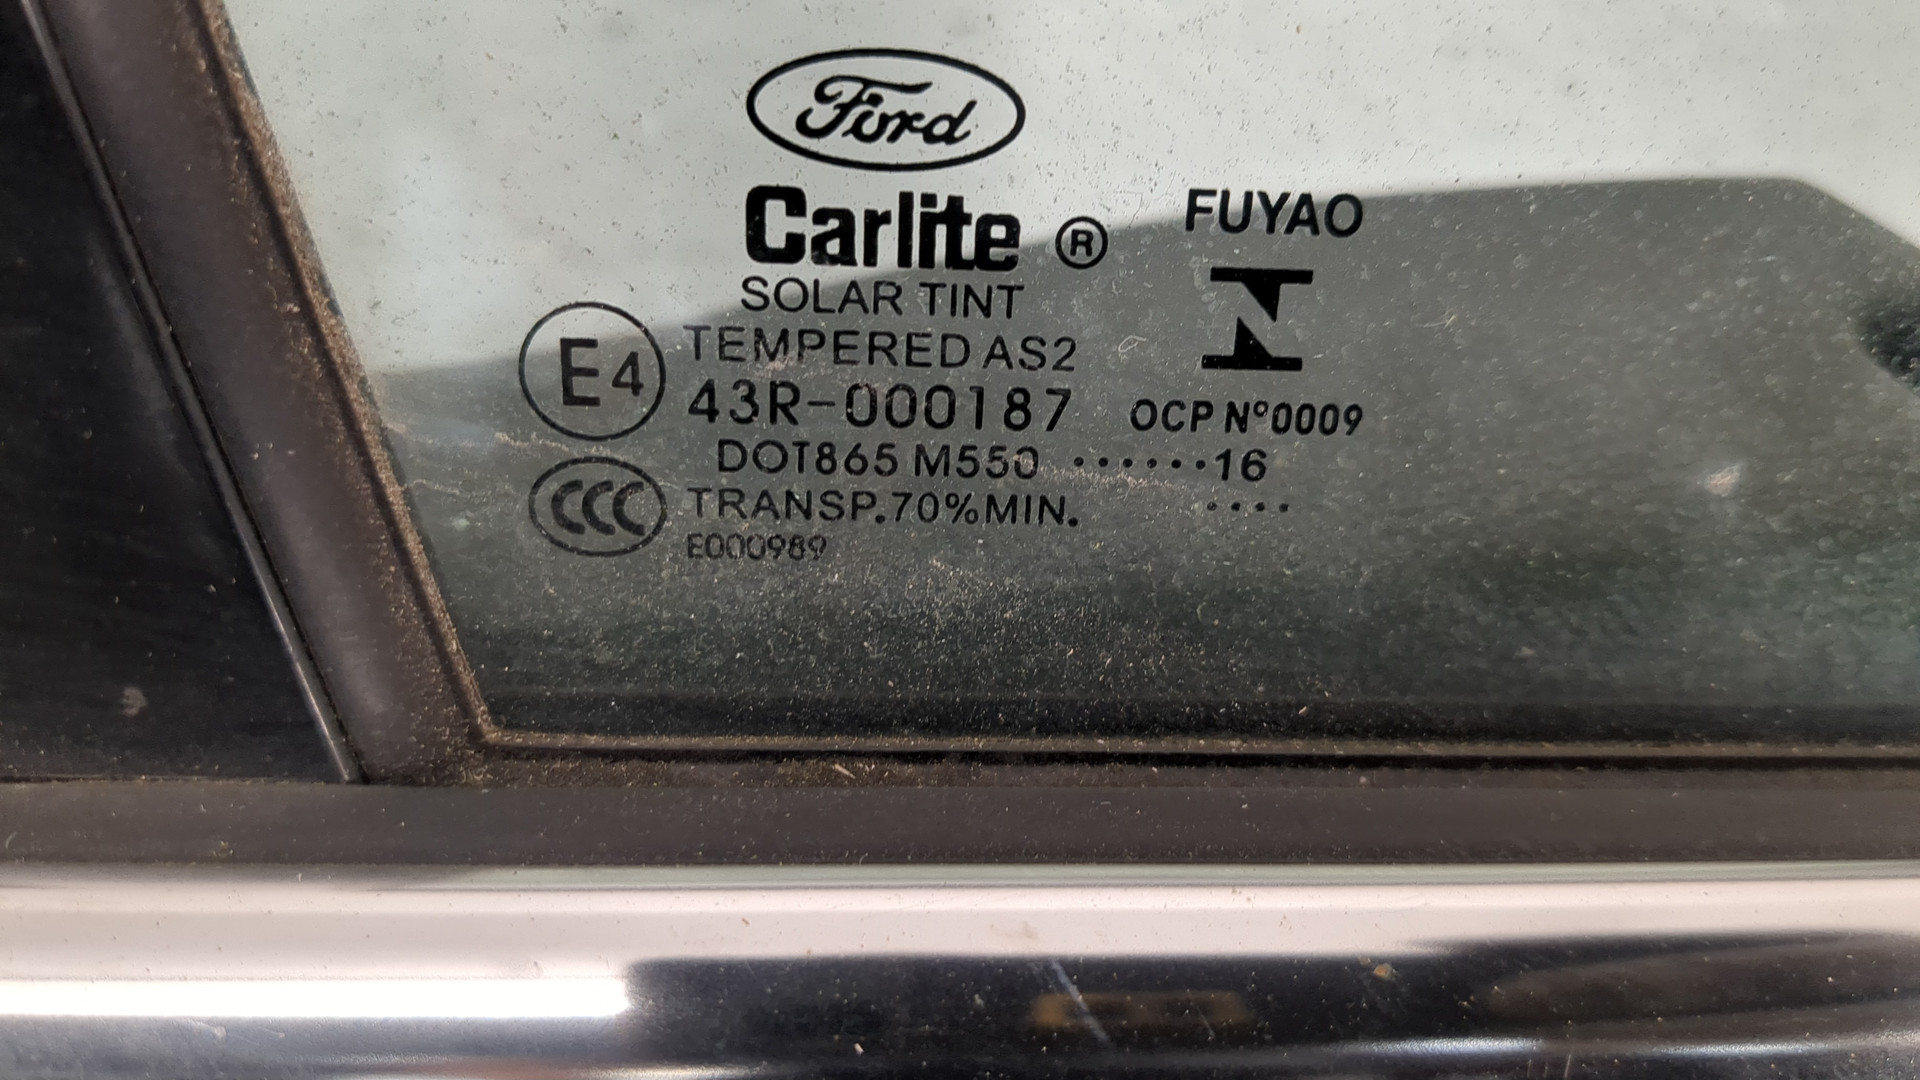 Ford
Carlite ®
FUYAO
SOLAR TINT
TEMPERED AS2
E4
43R-000187
OCP Nº0009
DOT865 M550 ······16
CCC
TRANSP.70%MIN. ····
E000989